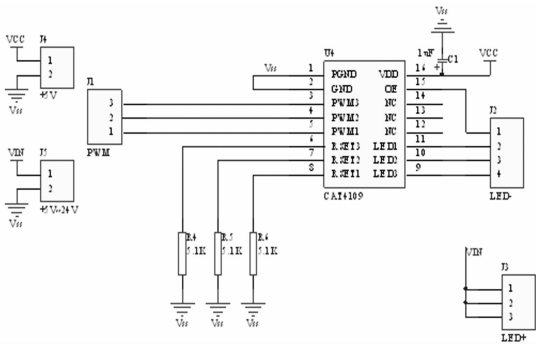 Vss
VCC
J4
1
2
Vss
+5V
J1
3
2
1
PWM
VIN
J5
1
2
Vss
+5V~24V
Vss
U4
1 PGND VDD 16
2 GND OE 15
3 PWM3 NC 14
4 PWM2 NC 13
5 PWM1 NC 12
6 RSET3 LED1 11
7 RSET2 LED2 10
8 RSET1 LED3 9
CAT4109
1uF
C1
+
VCC
J2
1
2
3
4
LED-
R4
5.1K
R5
5.1K
R6
5.1K
Vss
Vss
Vss
VIN
J3
1
2
3
LED+